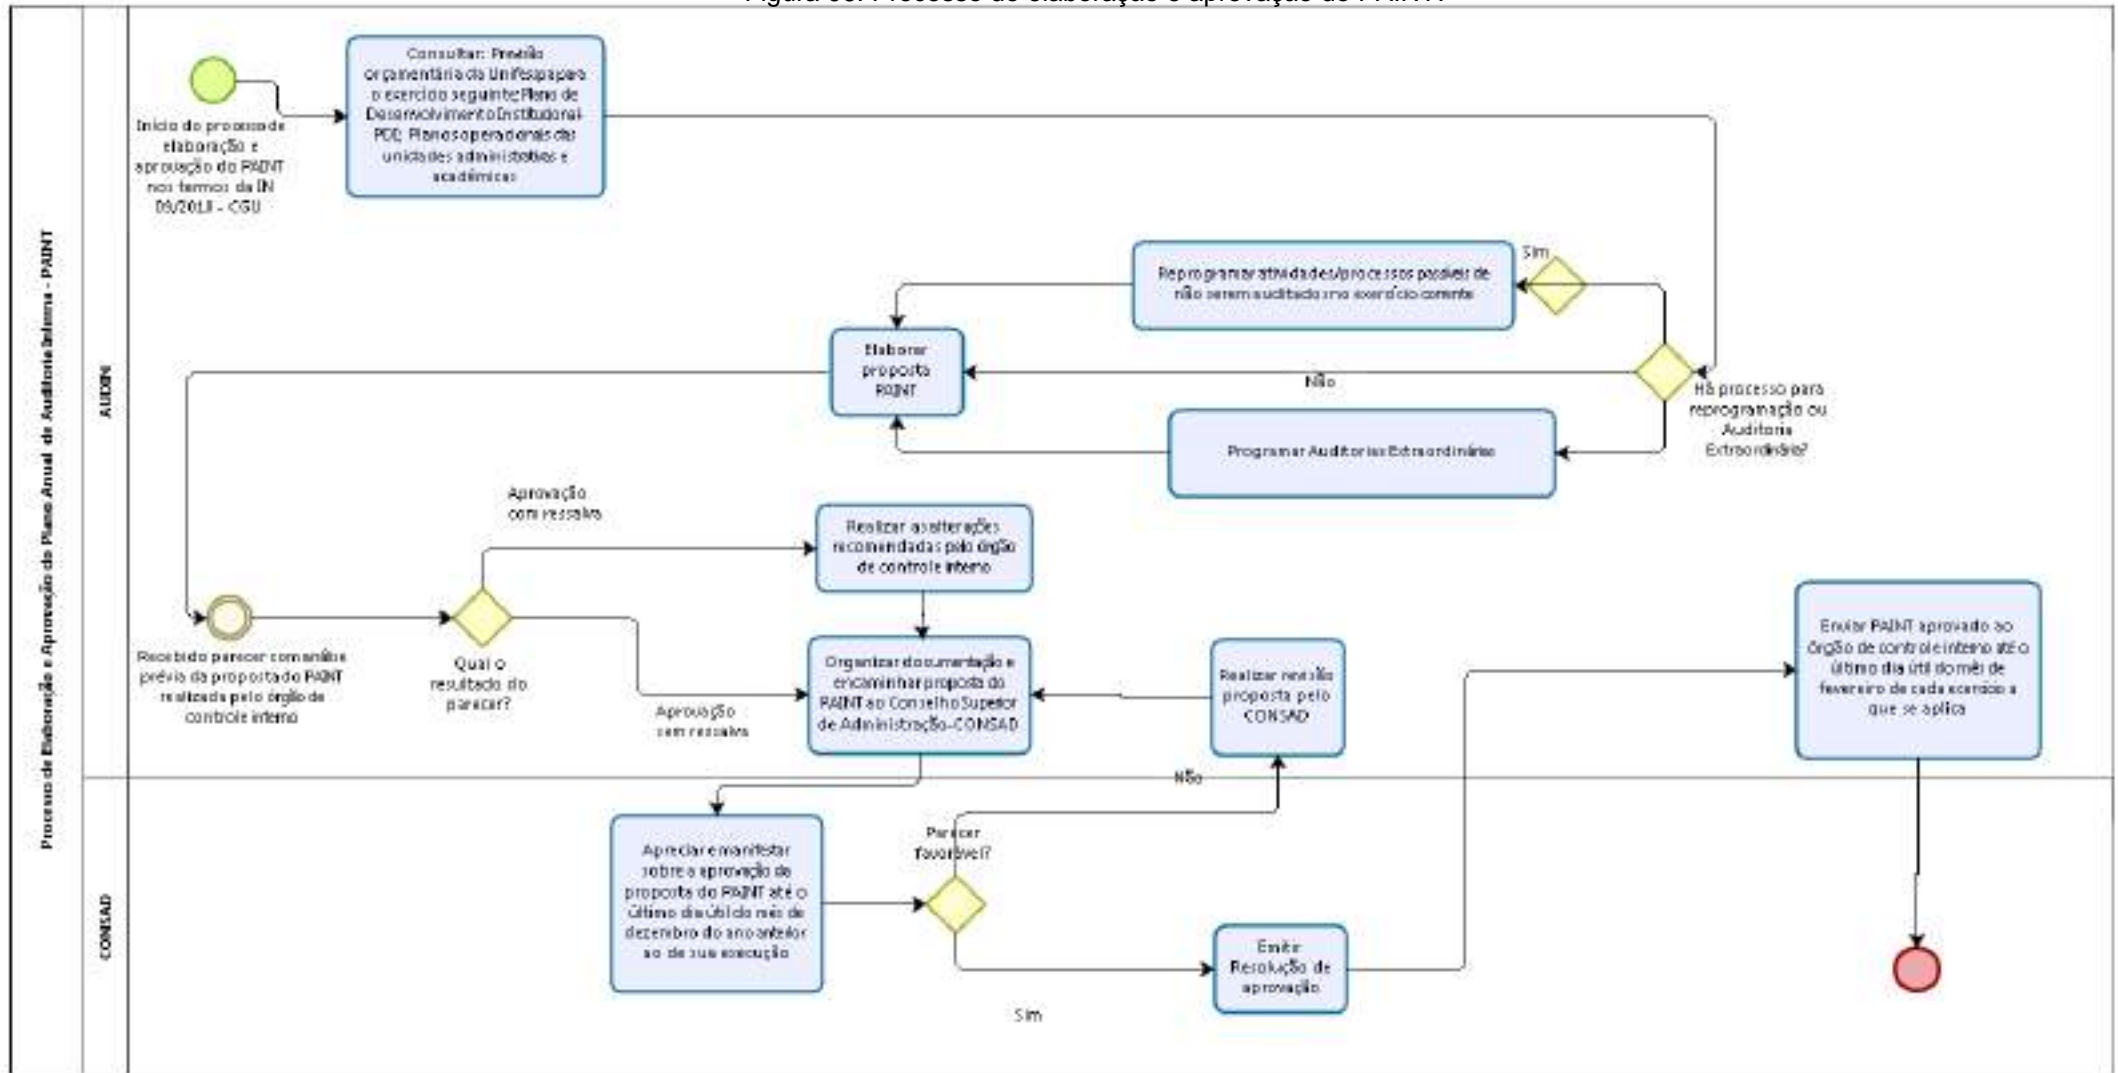 Processo de Elaboração e Aprovação do Plano Anual de Auditoria Interna - PAINT
AUDIN
Início do processo de
elaboração e
aprovação do PAINT
nos termos da IN
09/2018 - CGU
Consultar: Previsão
orçamentária da Unifesspa para
o exercício seguinte; Plano de
Desenvolvimento Institucional-
PDI; Planos operacionais das
unidades administrativas e
acadêmicas
Sim
Reprogramar atividades/processos passíveis de
não serem auditados no exercício corrente
Elaborar
proposta
PAINT
Não
Há processo para
reprogramação ou
Auditoria
Extraordinária?
Programar Auditorias Extraordinárias
Aprovação
com ressalva
Realizar as alterações
recomendadas pelo órgão
de controle interno
Recebido parecer com análise
prévia da proposta do PAINT
realizada pelo órgão de
controle interno
Qual o
resultado do
parecer?
Aprovação
sem ressalva
Organizar documentação e
encaminhar proposta do
PAINT ao Conselho Superior
de Administração-CONSAD
Realizar revisão
proposta pelo
CONSAD
Enviar PAINT aprovado ao
órgão de controle interno até o
último dia útil do mês de
fevereiro de cada exercício a
que se aplica
Não
CONSAD
Apreciar e manifestar
sobre a aprovação da
proposta do PAINT até o
último dia útil do mês de
dezembro do ano anterior
ao de sua execução
Parecer
favorável?
Emitir
Resolução de
aprovação
Sim